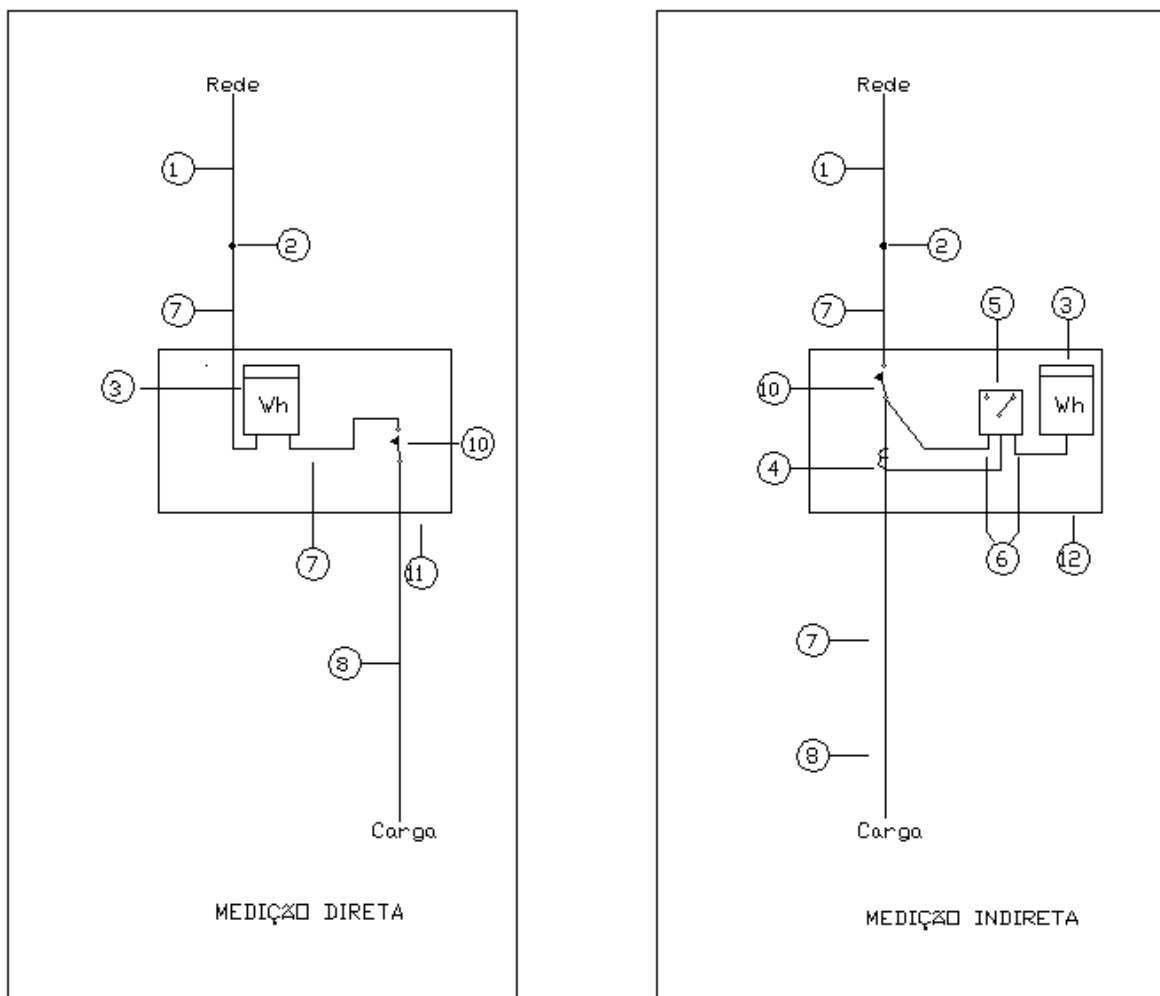 Rede
1
2
7
3
Wh
10
7
11
8
Carga
MEDIÇÃO DIRETA
Rede
1
2
7
5
3
10
Wh
4
6
12
7
8
Carga
MEDIÇÃO INDIRETA